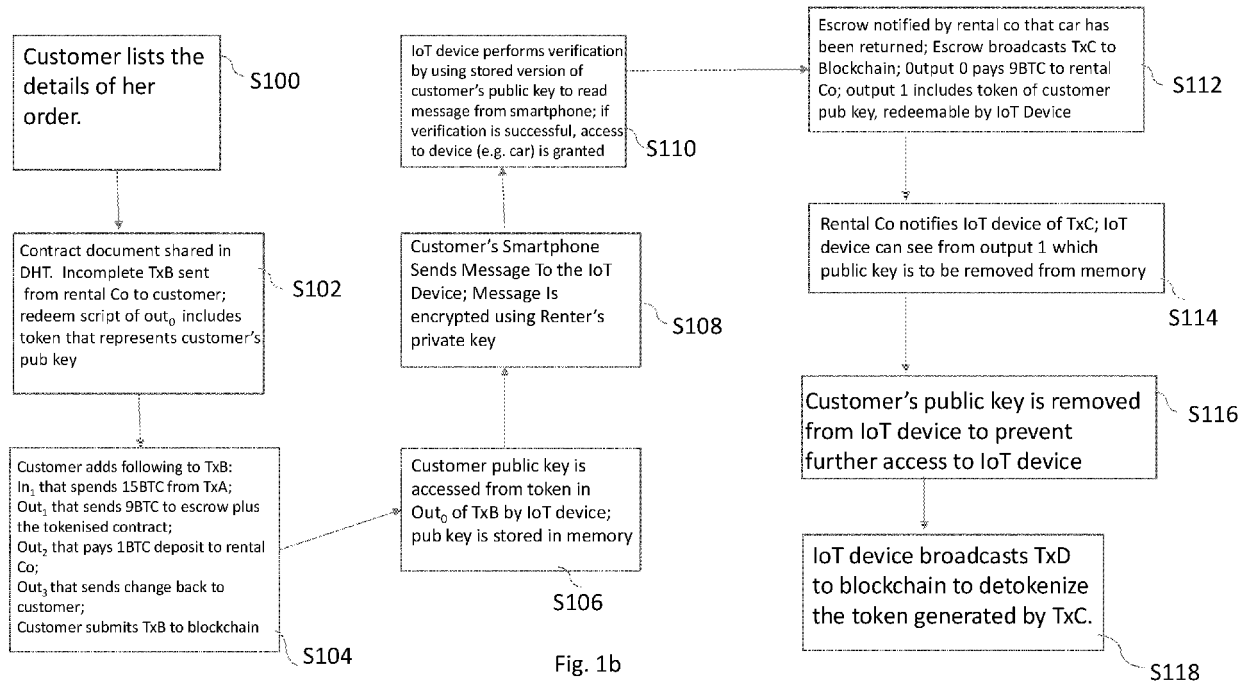 Customer lists the
details of her
order.
S100
Contract document shared in
DHT. Incomplete TxB sent
from rental Co to customer;
redeem script of out0 includes
token that represents customer's
pub key
S102
Customer adds following to TxB:
In1 that spends 15BTC from TxA;
Out1 that sends 9BTC to escrow plus
the tokenised contract;
Out2 that pays 1BTC deposit to rental
Co;
Out3 that sends change back to
customer;
Customer submits TxB to blockchain
S104
Customer public key is
accessed from token in
Out0 of TxB by IoT device;
pub key is stored in memory
S106
Customer's Smartphone
Sends Message To the IoT
Device; Message Is
encrypted using Renter's
private key
S108
IoT device performs verification
by using stored version of
customer's public key to read
message from smartphone; if
verification is successful, access
to device (e.g. car) is granted
S110
Escrow notified by rental co that car has
been returned; Escrow broadcasts TxC to
Blockchain; Output 0 pays 9BTC to rental
Co; output 1 includes token of customer
pub key, redeemable by IoT Device
S112
Rental Co notifies IoT device of TxC; IoT
device can see from output 1 which
public key is to be removed from memory
S114
Customer's public key is removed
from IoT device to prevent
further access to IoT device
S116
IoT device broadcasts TxD
to blockchain to detokenize
the token generated by TxC.
S118
Fig. 1b